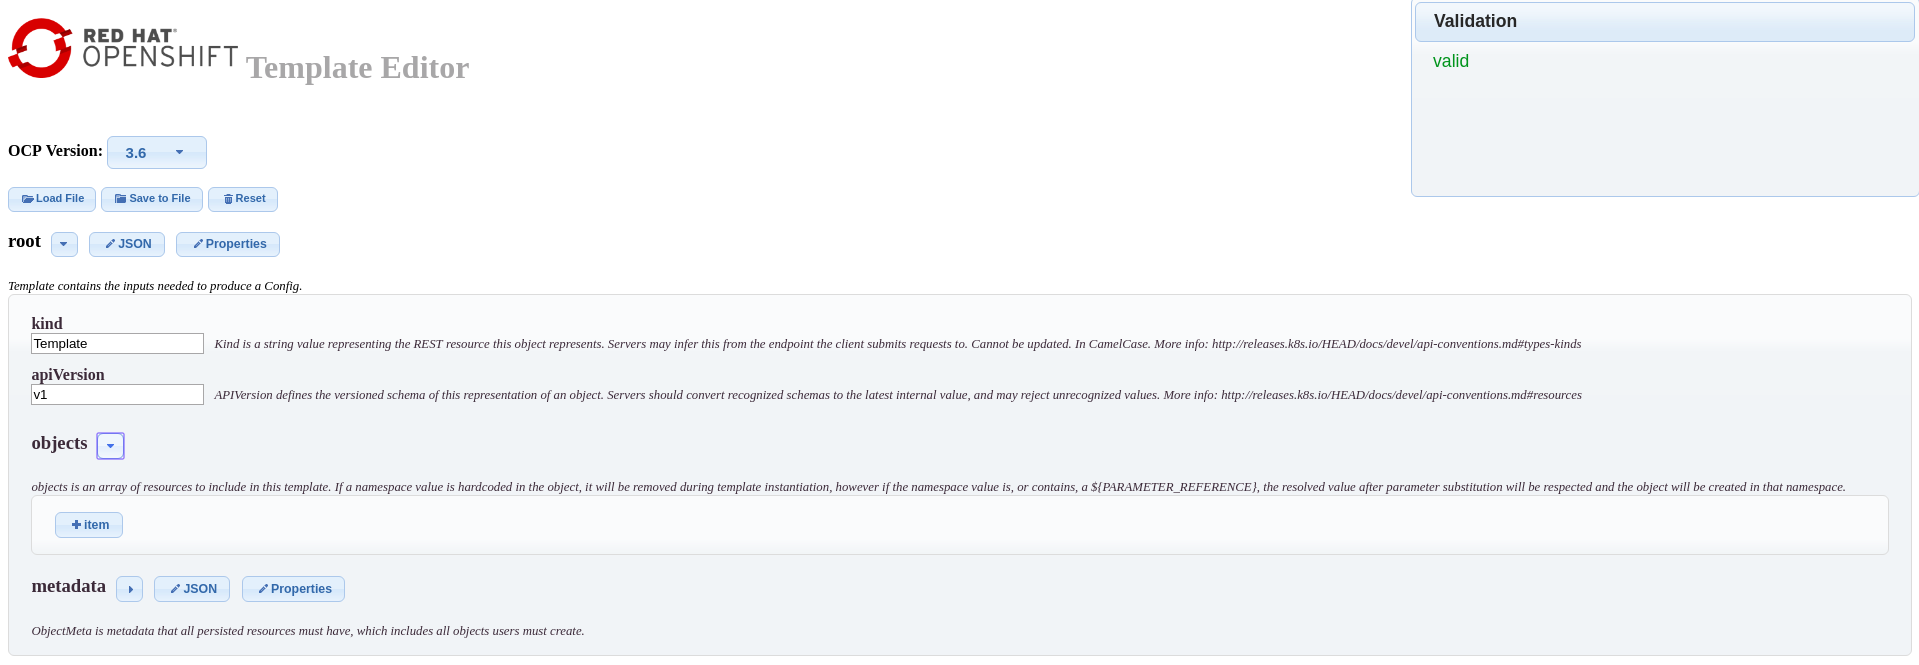 RED HAT®
OPENSHIFT Template Editor
Validation
valid
OCP Version: 3.6
Load File Save to File Reset
root JSON Properties
Template contains the inputs needed to produce a Config.
kind
Template Kind is a string value representing the REST resource this object represents. Servers may infer this from the endpoint the client submits requests to. Cannot be updated. In CamelCase. More info: http://releases.k8s.io/HEAD/docs/devel/api-conventions.md#types-kinds
apiVersion
v1 APIVersion defines the versioned schema of this representation of an object. Servers should convert recognized schemas to the latest internal value, and may reject unrecognized values. More info: http://releases.k8s.io/HEAD/docs/devel/api-conventions.md#resources
objects
objects is an array of resources to include in this template. If a namespace value is hardcoded in the object, it will be removed during template instantiation, however if the namespace value is, or contains, a ${PARAMETER_REFERENCE}, the resolved value after parameter substitution will be respected and the object will be created in that namespace.
item
metadata JSON Properties
ObjectMeta is metadata that all persisted resources must have, which includes all objects users must create.